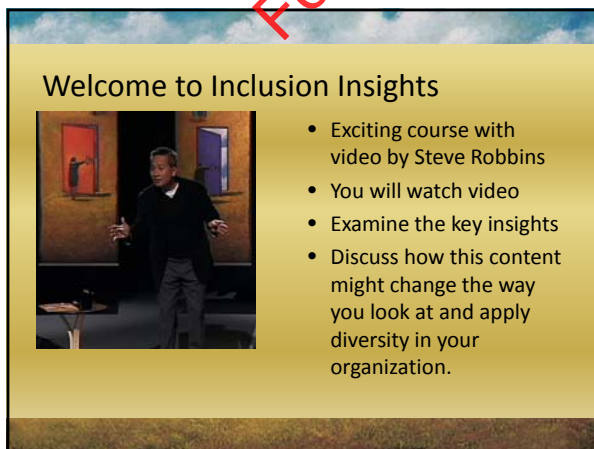 Welcome to Inclusion Insights
• Exciting course with
video by Steve Robbins
• You will watch video
• Examine the key insights
• Discuss how this content
might change the way
you look at and apply
diversity in your
organization.